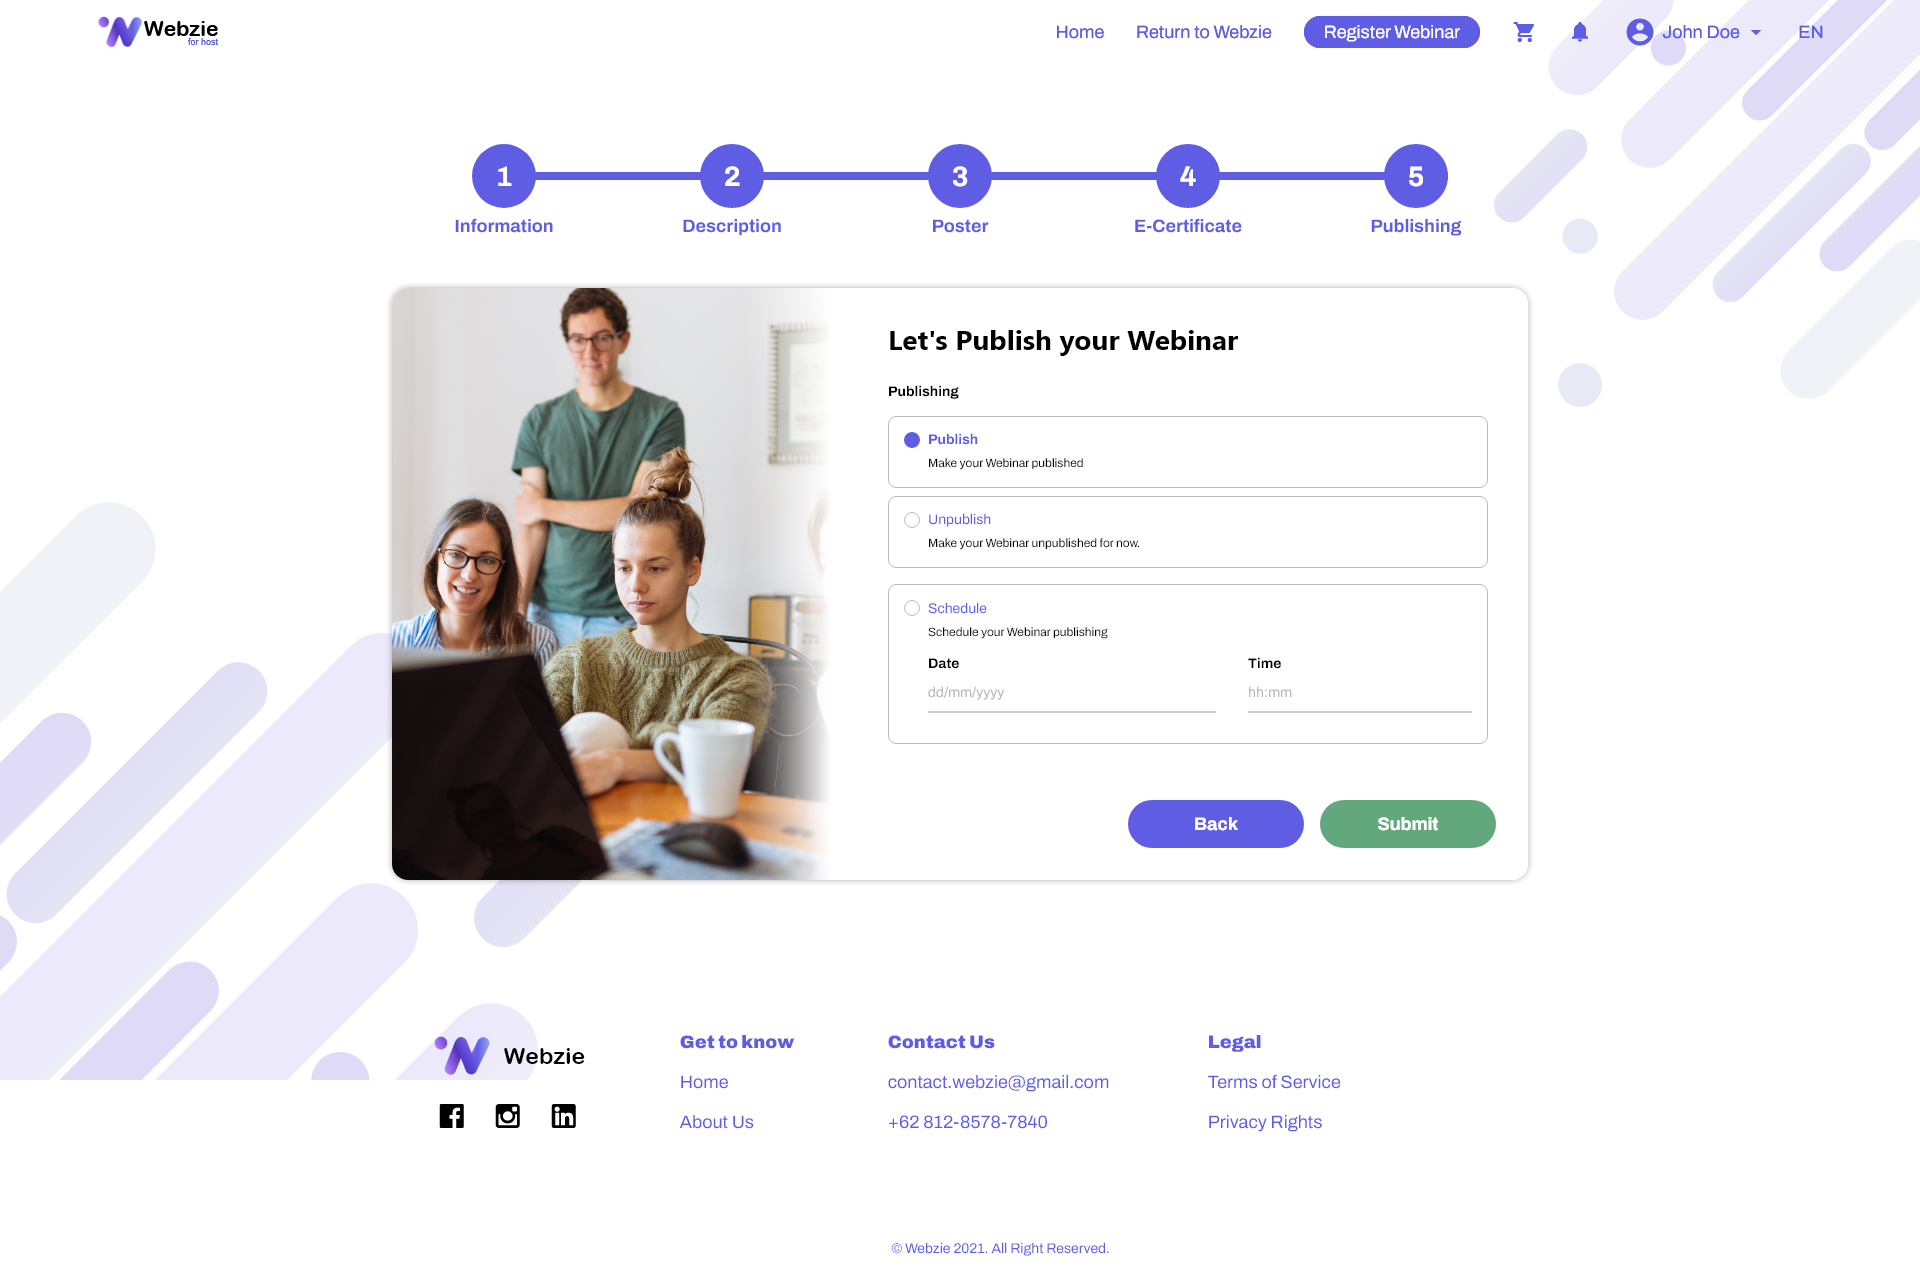 Webzie
for host
Home
Return to Webzie
Register Webinar
John Doe
EN
1
2
3
4
5
Information
Description
Poster
E-Certificate
Publishing
Let's Publish your Webinar
Publishing
Publish
Make your Webinar published
Unpublish
Make your Webinar unpublished for now.
Schedule
Schedule your Webinar publishing
Date
Time
dd/mm/yyyy
hh:mm
Back
Submit
Webzie
Get to know
Home
About Us
Contact Us
contact.webzie@gmail.com
+62 812-8578-7840
Legal
Terms of Service
Privacy Rights
© Webzie 2021. All Right Reserved.